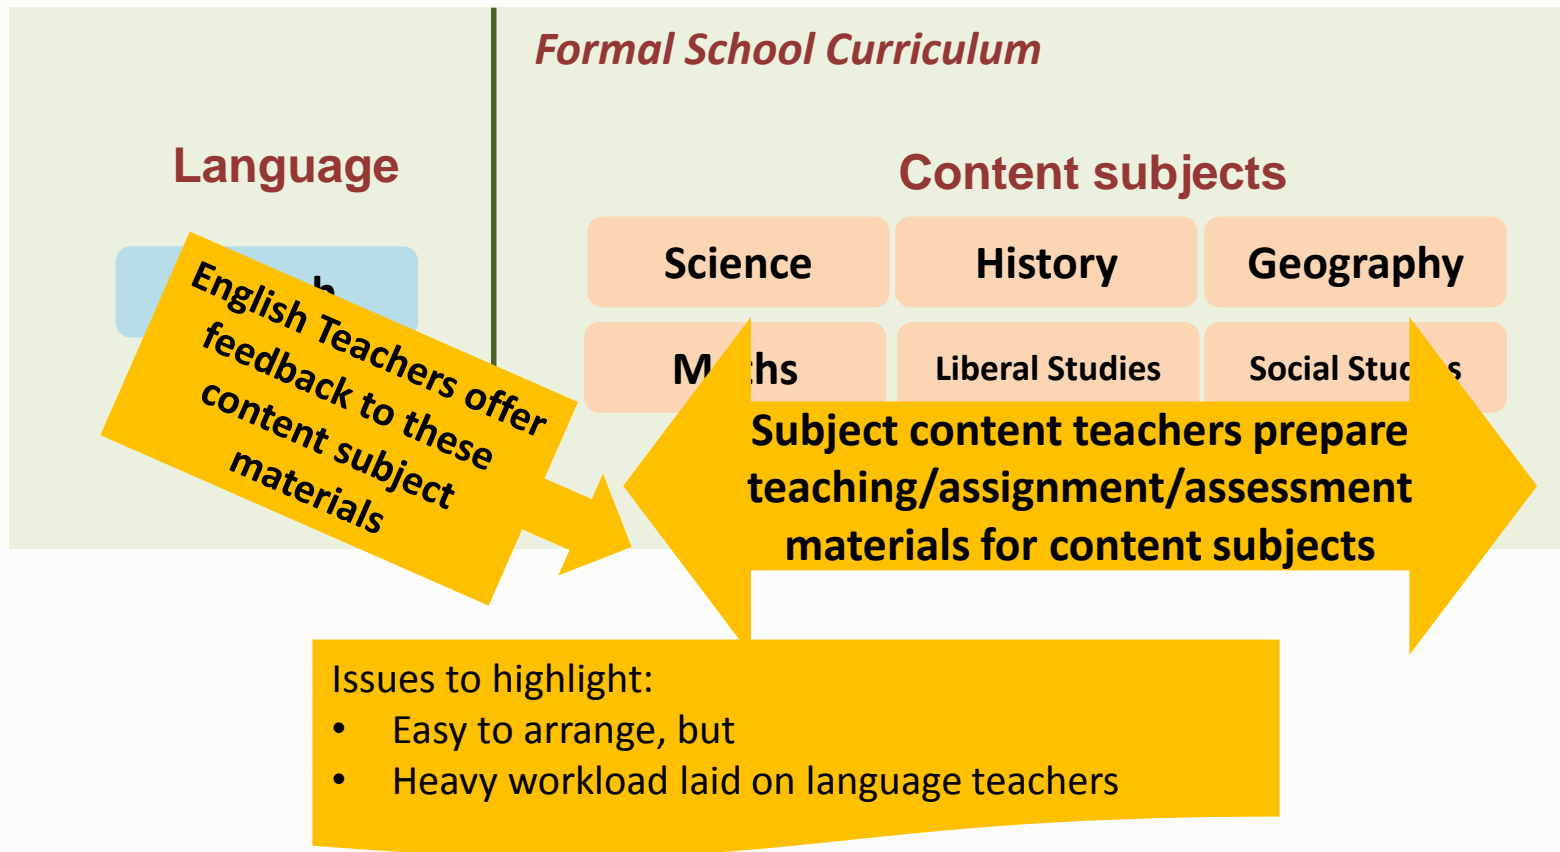 Formal School Curriculum
Language
Content subjects
Science
History
Geography
Liberal Studies
Social
English Teachers offer
feedback to these
content subject
materials
Subject content teachers prepare
teaching/assignment/assessment
materials for content subjects
Issues to highlight:
• Easy to arrange, but
• Heavy workload laid on language teachers